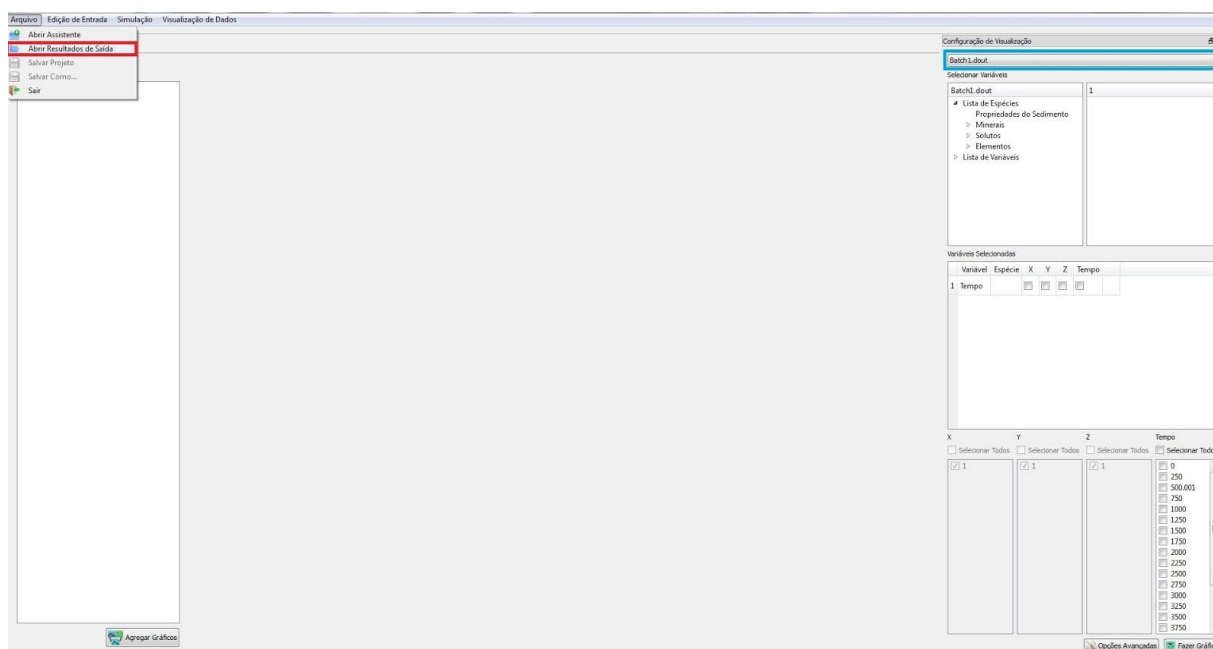 Arquivo Edição de Entrada Simulação Visualização de Dados
Abrir Assistente
Abrir Resultados de Saída
Salvar Projeto
Salvar Como...
Sair
Agregar Gráficos
Configuração de Visualização
Batch1.dout
Selecionar Variáveis
Batch1.dout 1
Lista de Espécies
Propriedades do Sedimento
Minerais
Solutos
Elementos
Lista de Variáveis
Variáveis Selecionadas
Variável Espécie X Y Z Tempo
1 Tempo
X Y Z Tempo
Selecionar Todos Selecionar Todos Selecionar Todos Selecionar Todo
1 1 1 0
250
500.001
750
1000
1250
1500
1750
2000
2250
2500
2750
3000
3250
3500
3750
Opções Avançadas Fazer Gráfi